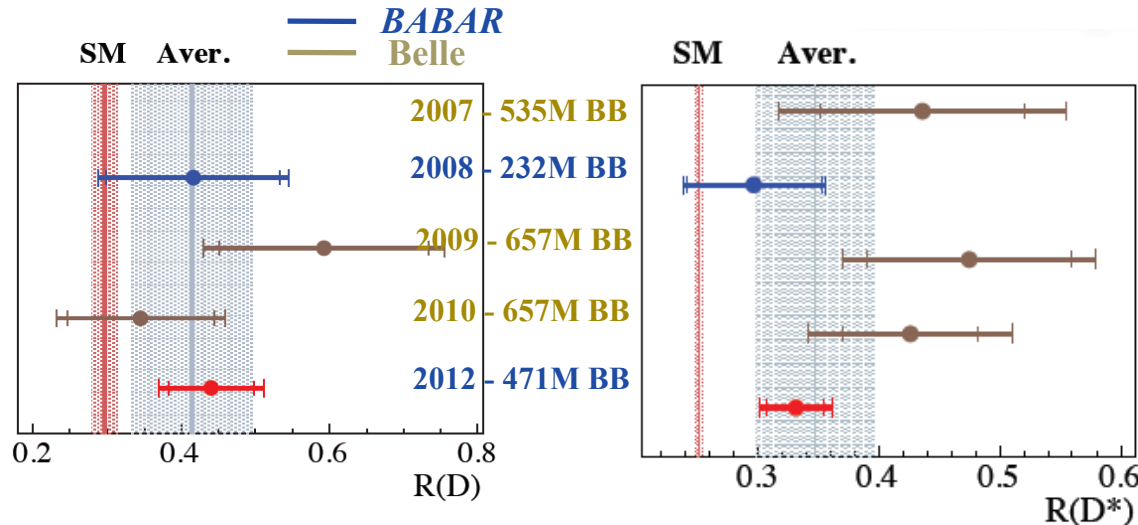 BABAR
Belle
SM Aver.
SM Aver.
2007 - 535M BB
2008 - 232M BB
2009 - 657M BB
2010 - 657M BB
2012 - 471M BB
0.2 0.4 0.6 0.8
R(D)
0.3 0.4 0.5 0.6
R(D*)